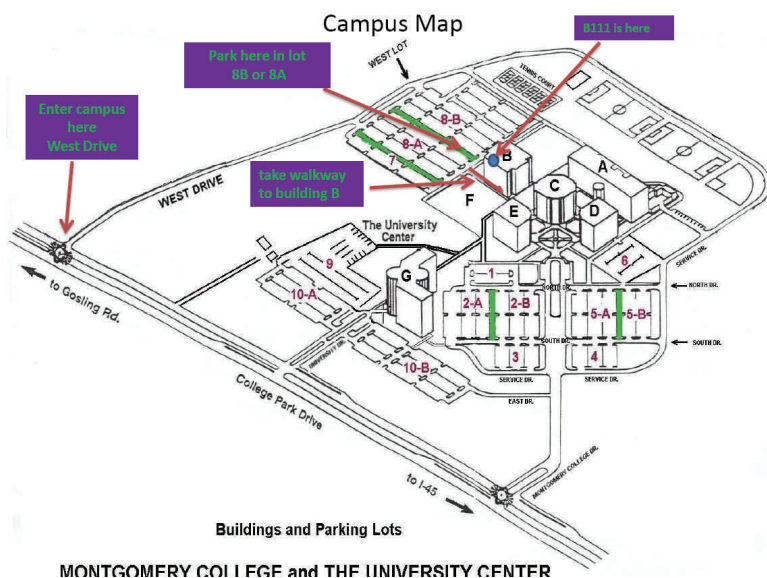 Campus Map
B111 is here
Park here in lot
8B or 8A
WEST LOT
TENNIS COURT
Enter campus
here
West Drive
8-B
8-A
7
B
A
take walkway
to building B
WEST DRIVE
F
C
E
D
The University
Center
9
G
6
SERVICE DR.
1
10-A
NORTH DR.
NORTH DR.
to Gosling Rd.
2-A
2-B
5-A
5-B
UNIVERSITY DR.
SOUTH DR.
SOUTH DR.
3
4
10-B
SERVICE DR.
SERVICE DR.
EAST DR.
College Park Drive
MONTGOMERY COLLEGE DR.
to I-45
Buildings and Parking Lots
MONTGOMERY COLLEGE and THE UNIVERSITY CENTER